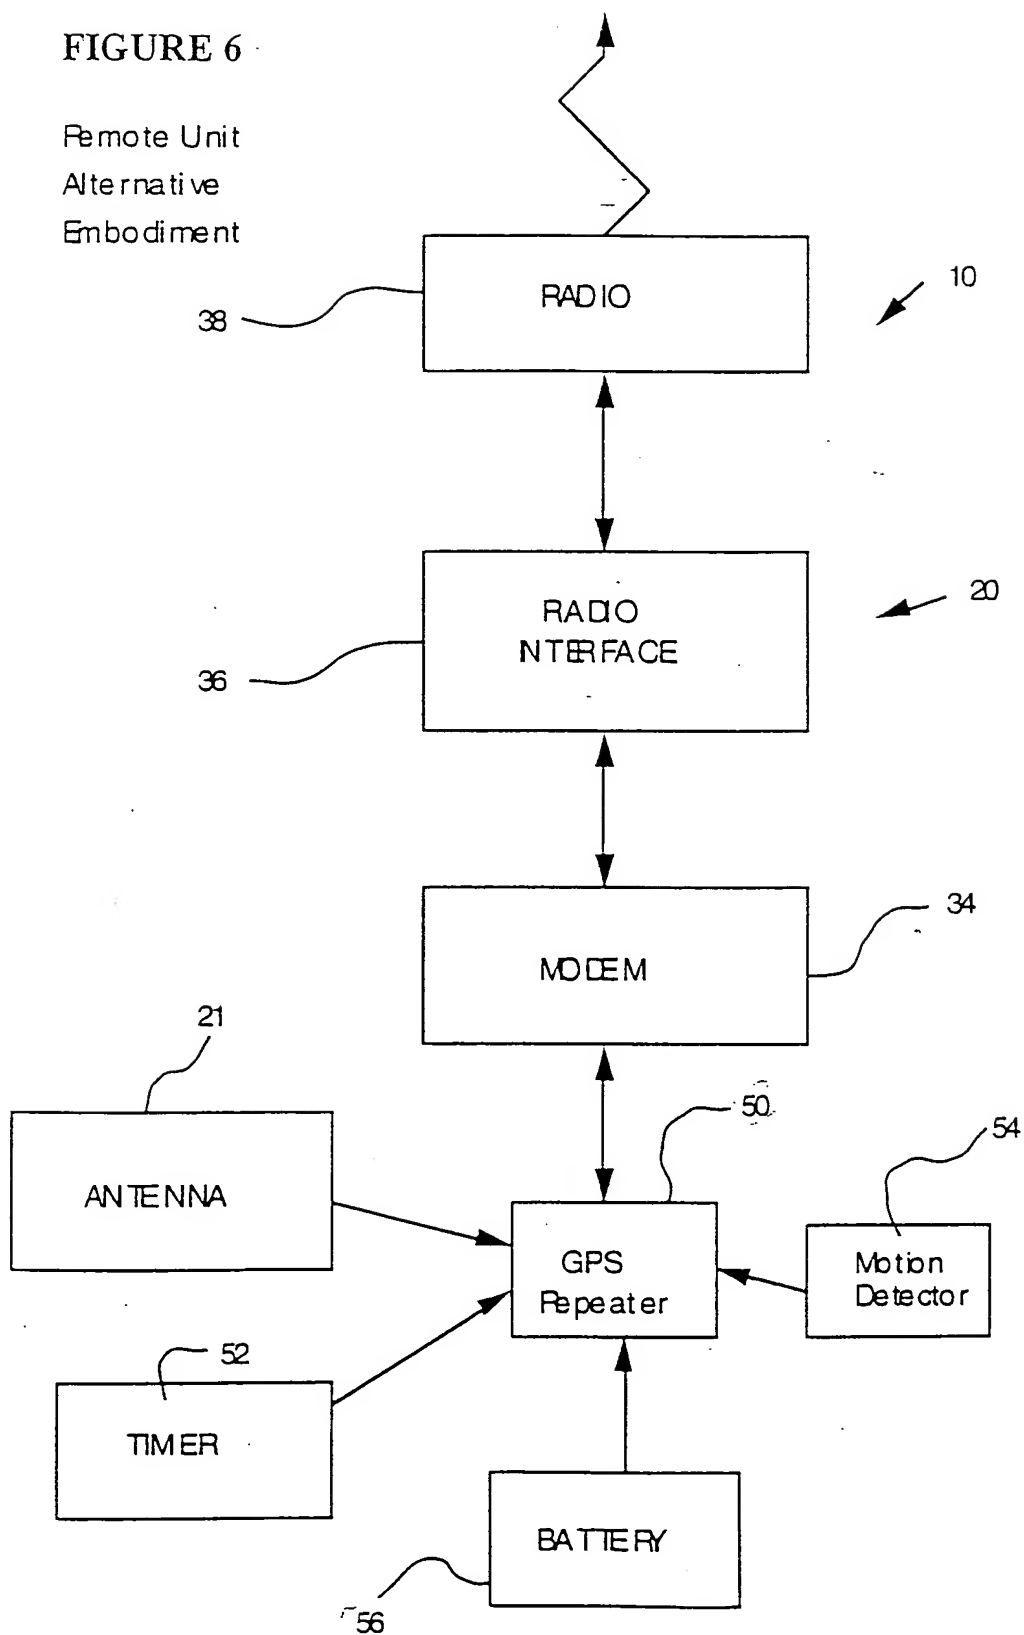 FIGURE 6
Remote Unit
Alternative
Embodiment
RADIO
10
38
RADIO
INTERFACE
20
36
MODEM
34
21
ANTENNA
50
54
GPS
Repeater
Motion
Detector
52
TIMER
BATTERY
56